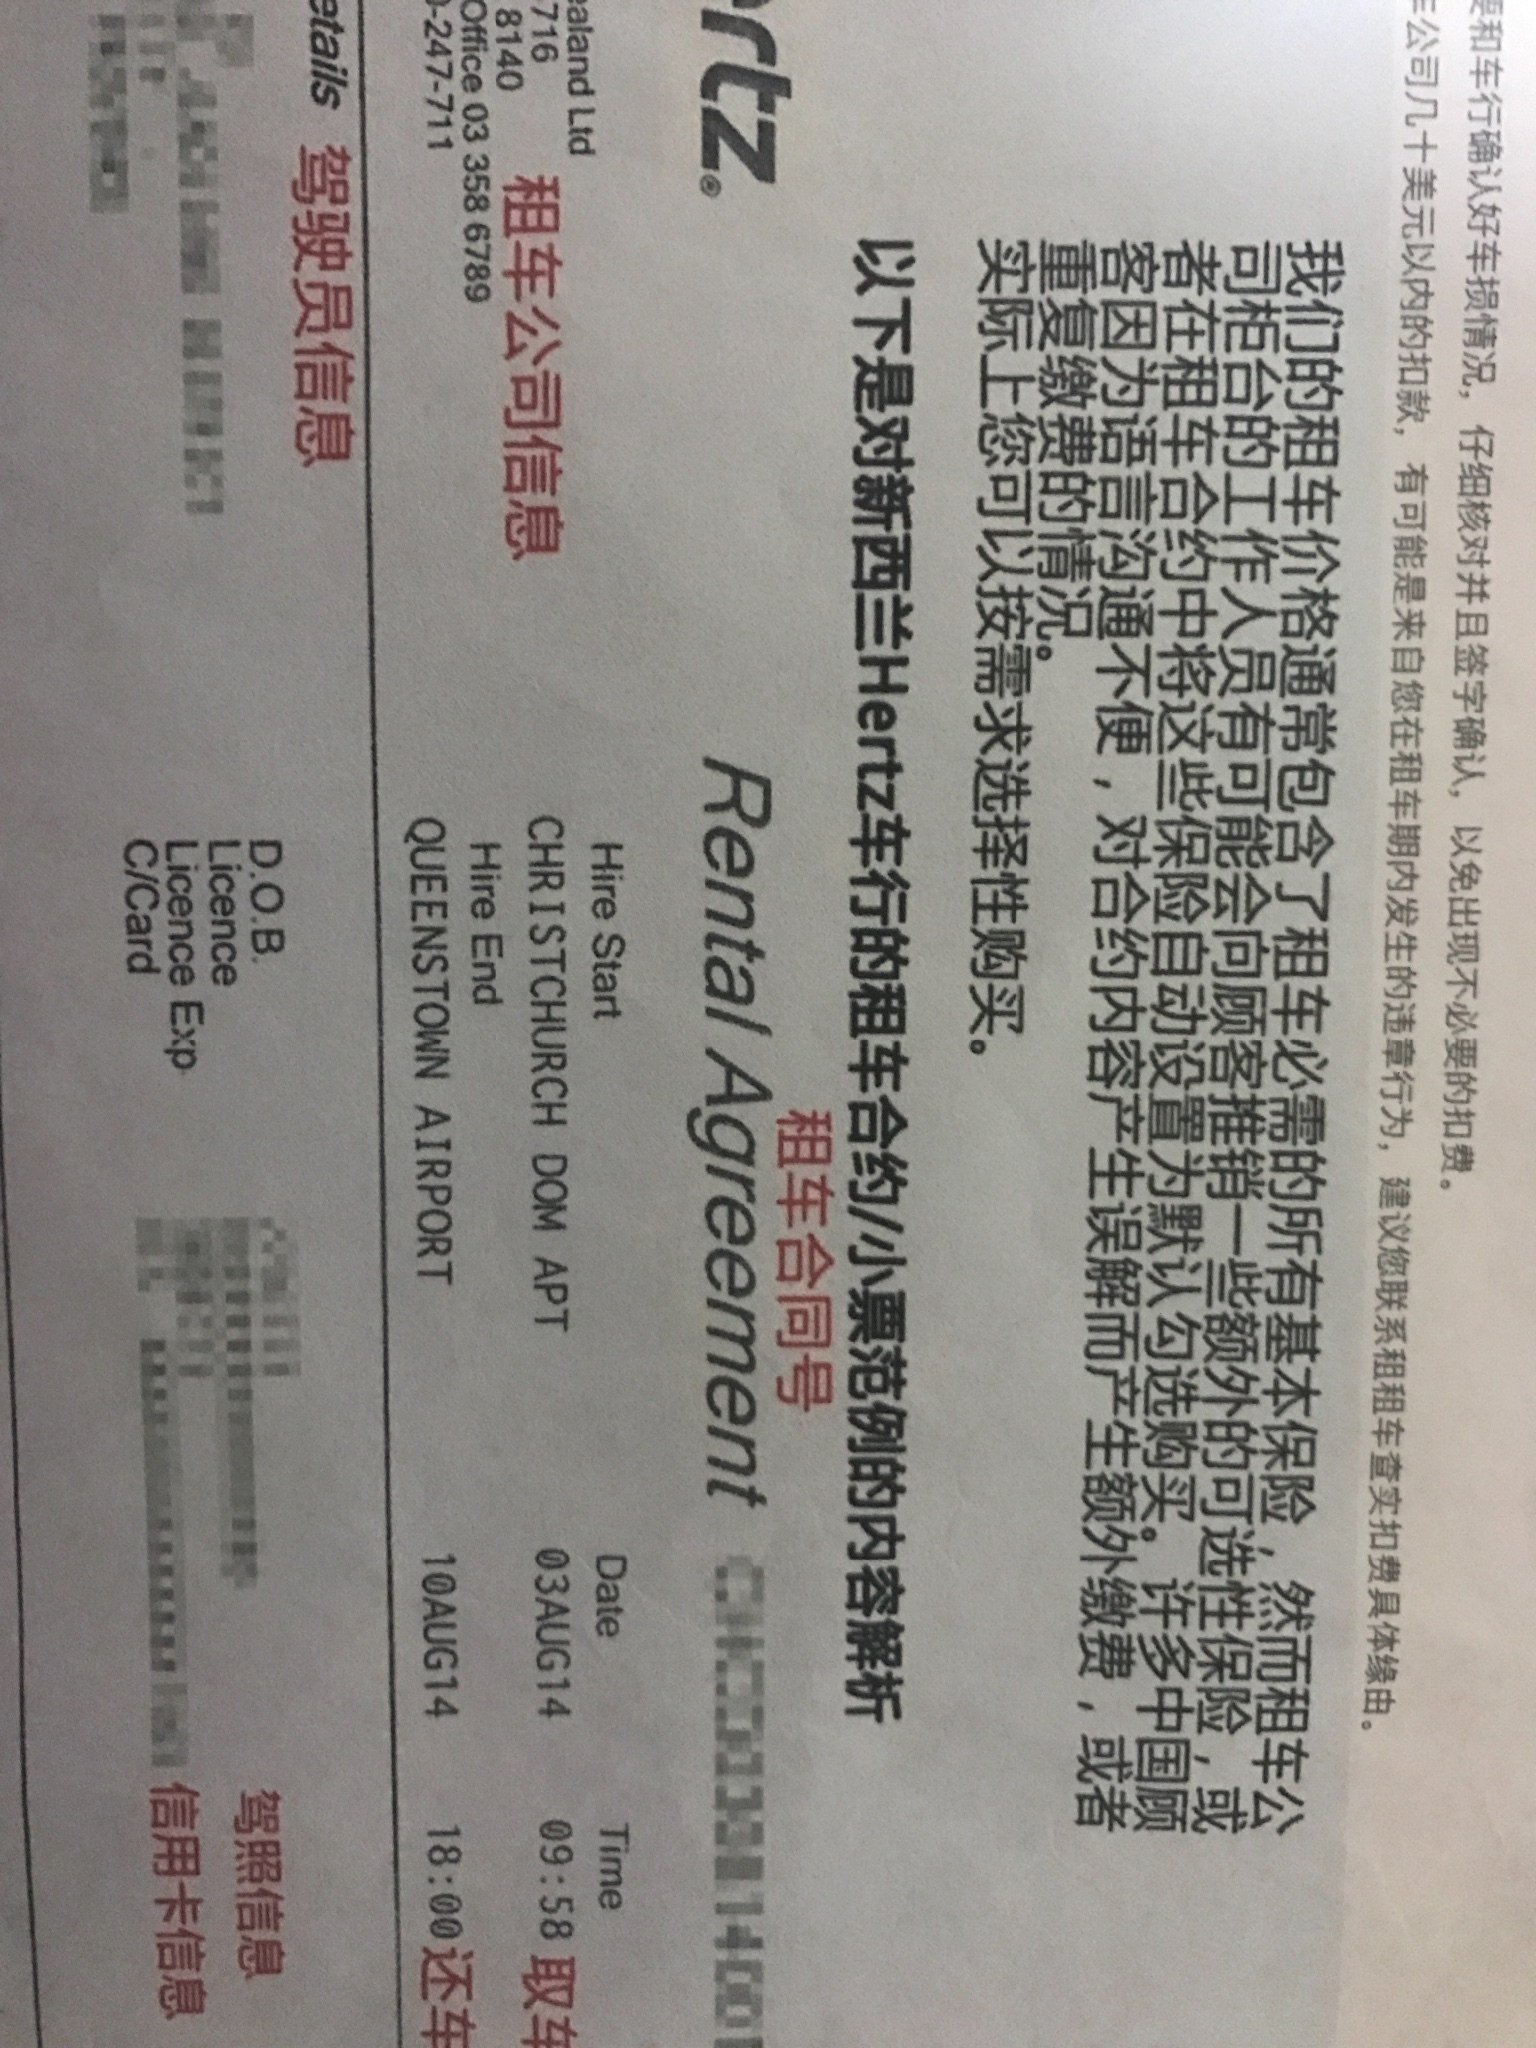 和车行确认好车损情况，仔细核对并且签字确认，以免出现不必要的扣费。
公司几十美元以内的扣款，有可能是来自您在租车期内发生的违章行为，建议您联系租租车查实扣费具体缘由。
我们的租车价格通常包含了租车必需的所有基本保险，然而租车公
司柜台的工作人员有可能会向顾客推销一些额外的可选性保险，或
者在租车合约中将这些保险自动设置为默认勾选购买。许多中国顾
客因为语言沟通不便，对合约内容产生误解而产生额外缴费，或者
重复缴费的情况。
实际上您可以按需求选择性购买。
以下是对新西兰Hertz车行的租车合约/小票范例的内容解析
租车合同号
rtz® Rental Agreement
ealand Ltd Hire Start Date Time
716 租车公司信息 CHRISTCHURCH DOM APT 03AUG14 09:58 取车
8140 Hire End
Office 03 358 6789
-247-711 QUEENSTOWN AIRPORT 10AUG14 18:00 还车
etails 驾驶员信息
D.O.B.
Licence 驾照信息
Licence Exp
C/Card 信用卡信息